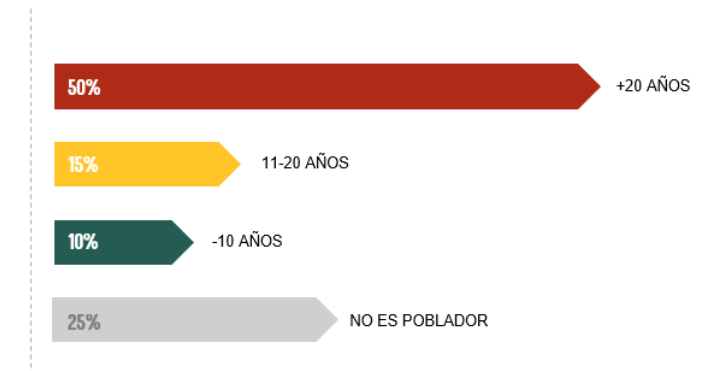 50% +20 AÑOS
15% 11-20 AÑOS
10% -10 AÑOS
25% NO ES POBLADOR